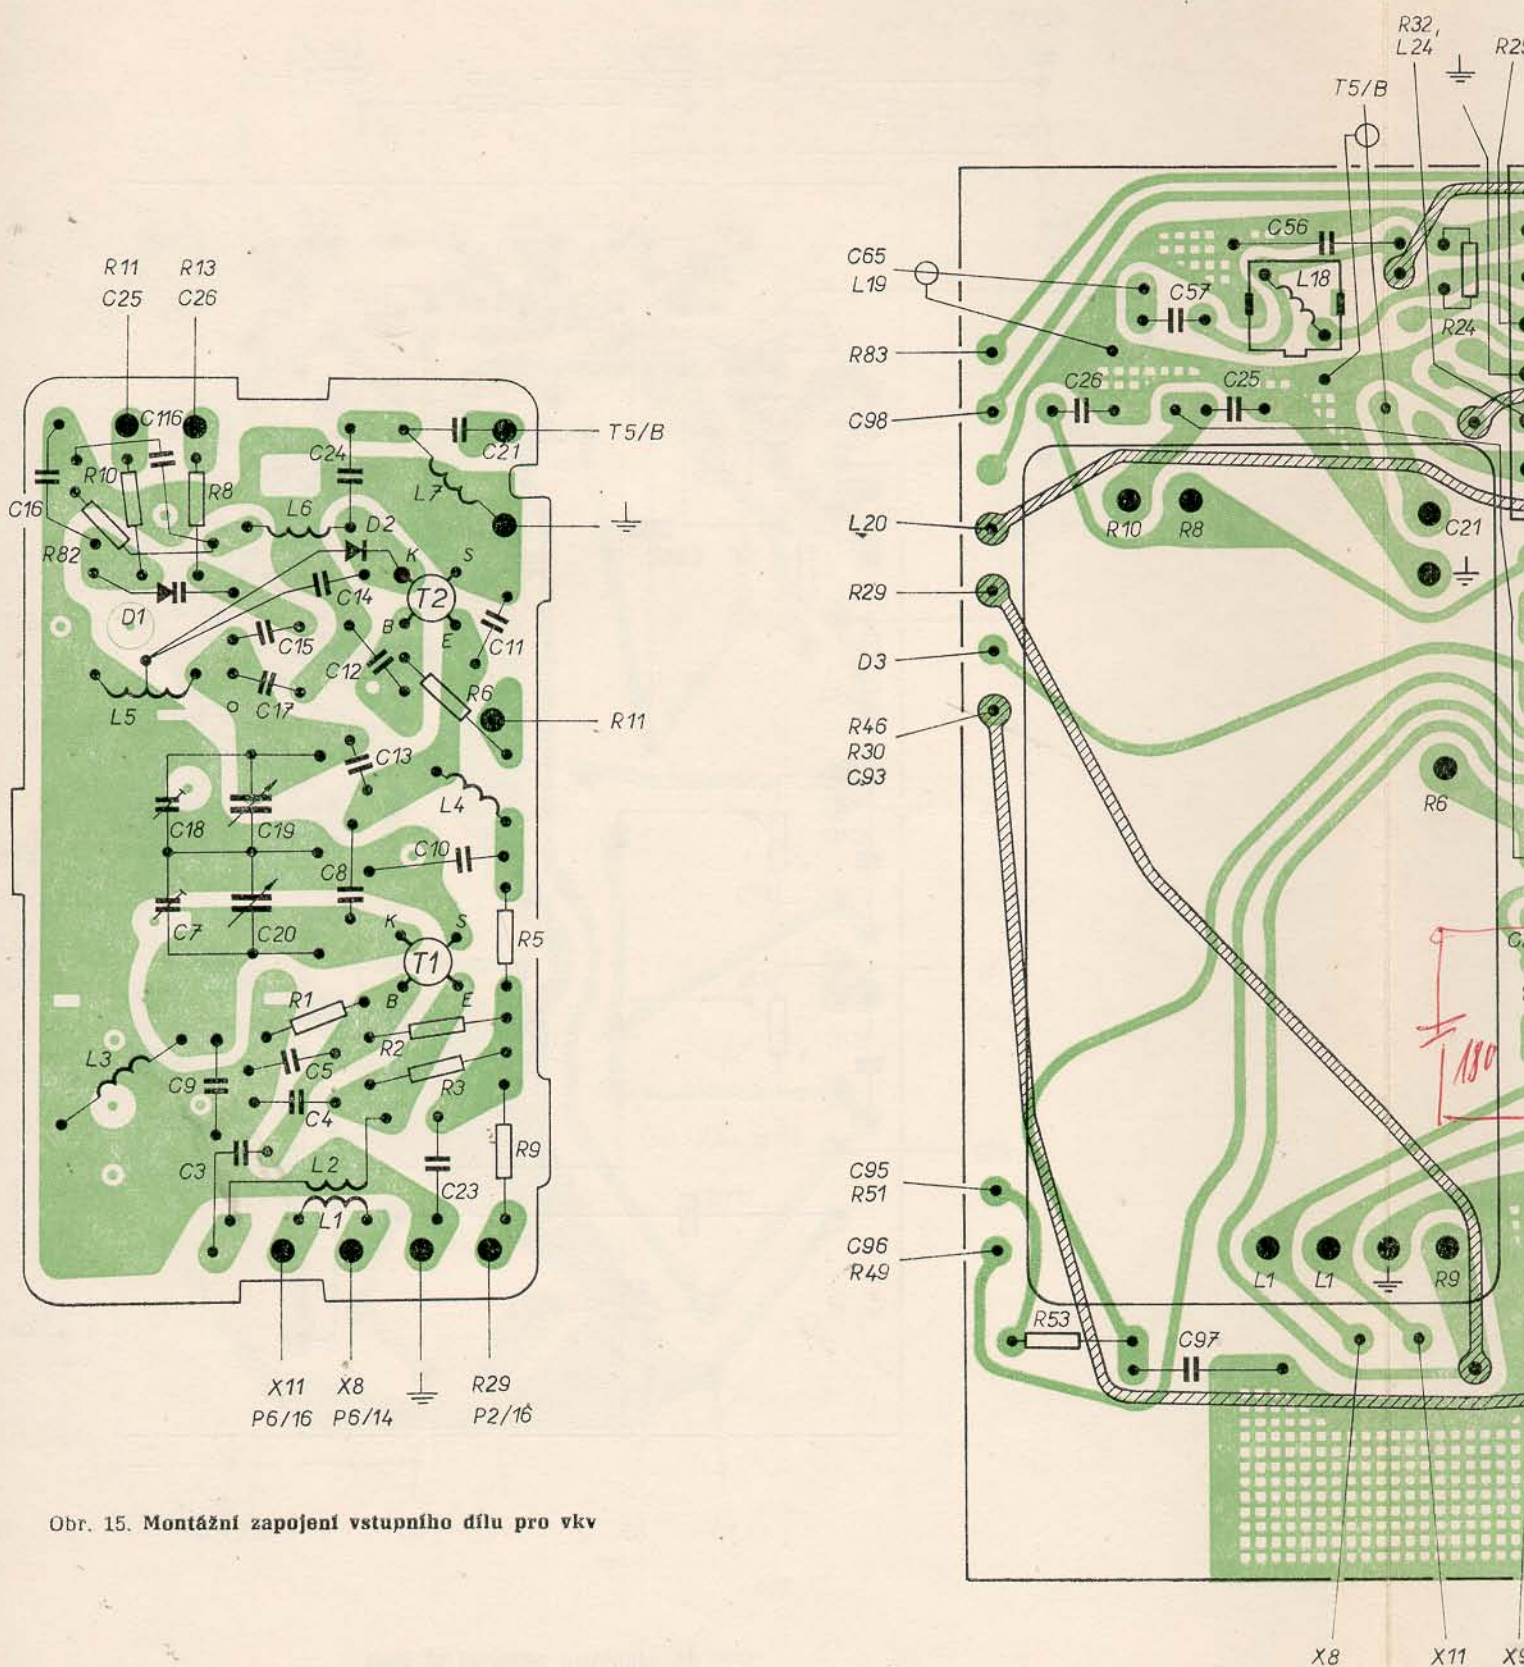 R32,
L24
T5/B
C56
C65
L19
L18
C57
R11 R13
C25 C26
R24
R83
C26 C25
C98
C116
T5/B
C24
C21
R10 R8
L7
C16
L6
D2
R10 R8
L20
C21
R82
K S
C14
T2
R29
D1
B E
C15
C11
C12
D3
R6
L5
C17
R11
R46
R30
C93
C13
L4
R6
C18 C19
C10
C8
K S
C7 C20
R5
T1
B E
R1
R2
L3
C5
C9
R3
180
C4
R9
C3
L2
C23
L1
C95
R51
C96
R49
L1 L1 R9
R53
C97
X11 X8 R29
P6/16 P6/14 P2/16
Obr. 15. Montážní zapojení vstupního dílu pro vkv
X8 X11